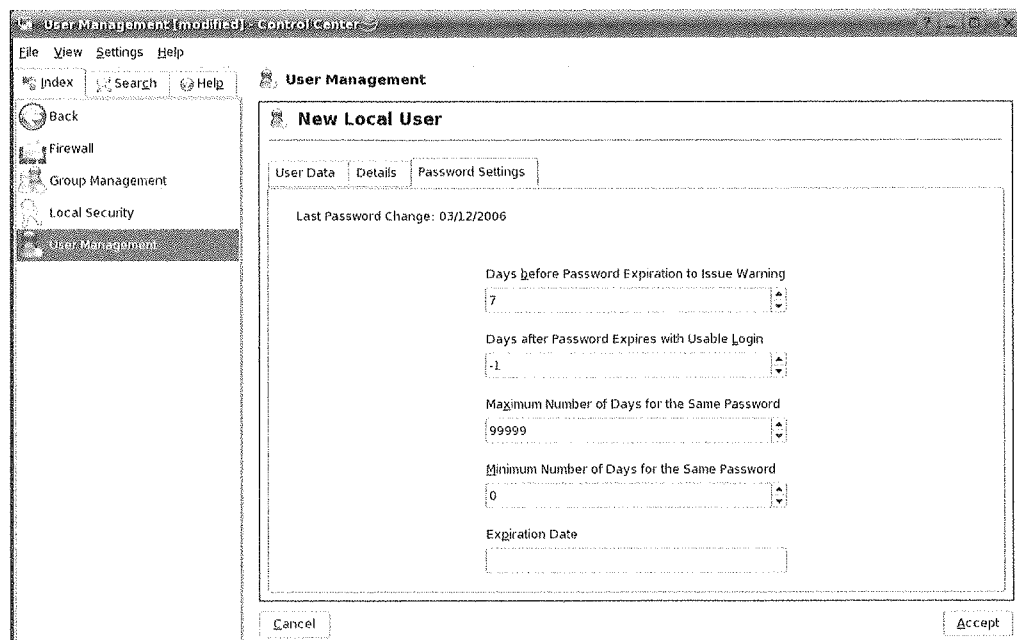 User Management [modified] - Control Center
File View Settings Help
Index Search Help
Back
Firewall
Group Management
Local Security
User Management
User Management
New Local User
User Data Details Password Settings
Last Password Change: 03/12/2006
Days before Password Expiration to Issue Warning
7
Days after Password Expires with Usable Login
-1
Maximum Number of Days for the Same Password
99999
Minimum Number of Days for the Same Password
0
Expiration Date
Cancel Accept